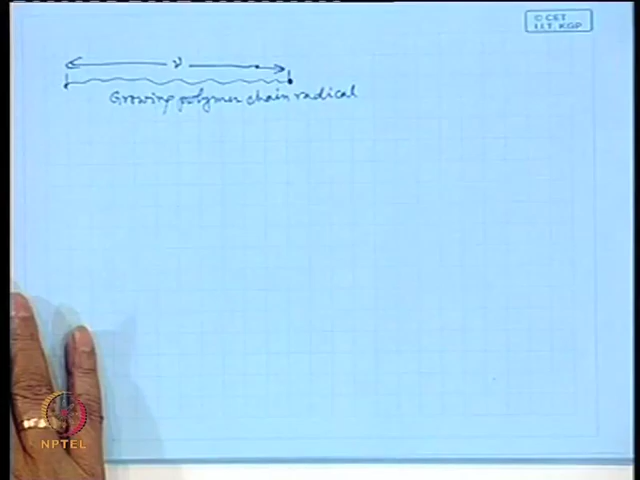 © CET
I.I.T. KGP
ν
Growing polymer chain radical
NPTEL